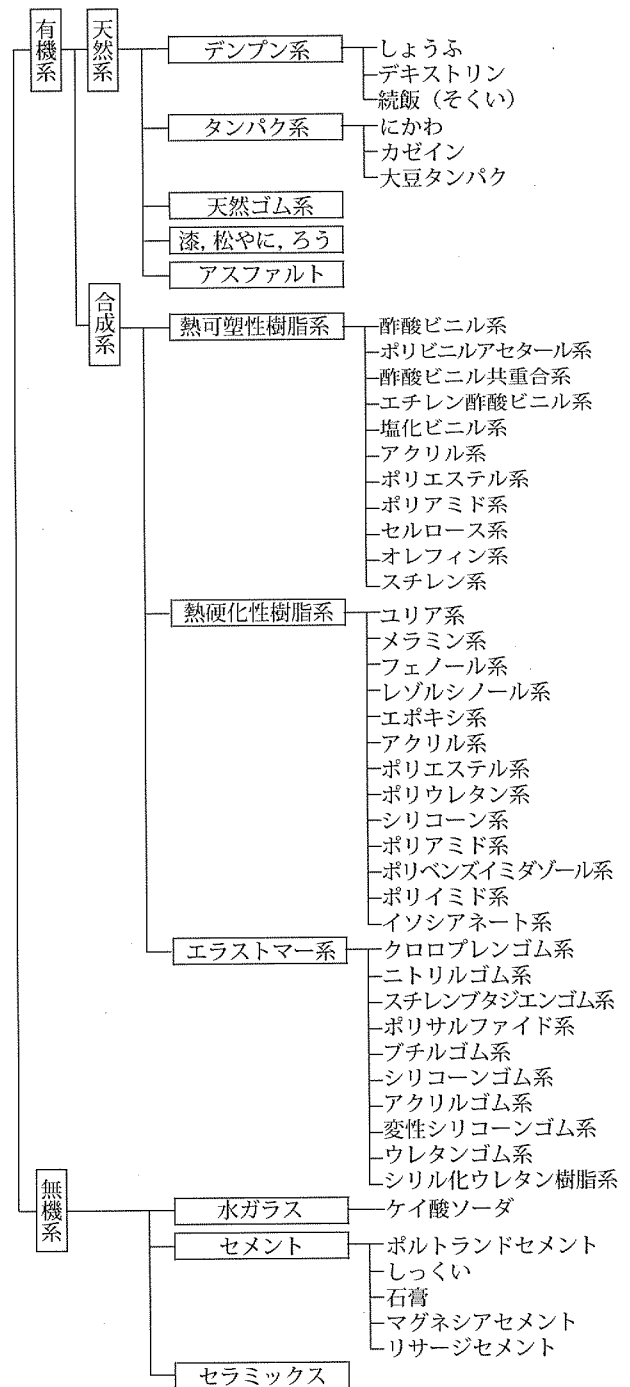 有機系
天然系
デンプン系
しょうふ
デキストリン
続飯（そくい）
タンパク系
にかわ
カゼイン
大豆タンパク
天然ゴム系
漆, 松やに, ろう
アスファルト
合成系
熱可塑性樹脂系
酢酸ビニル系
ポリビニルアセタール系
酢酸ビニル共重合系
エチレン酢酸ビニル系
塩化ビニル系
アクリル系
ポリエステル系
ポリアミド系
セルロース系
オレフィン系
スチレン系
熱硬化性樹脂系
ユリア系
メラミン系
フェノール系
レゾルシノール系
エポキシ系
アクリル系
ポリエステル系
ポリウレタン系
シリコーン系
ポリアミド系
ポリベンズイミダゾール系
ポリイミド系
イソシアネート系
エラストマー系
クロロプレンゴム系
ニトリルゴム系
スチレンブタジエンゴム系
ポリサルファイド系
ブチルゴム系
シリコーンゴム系
アクリルゴム系
変性シリコーンゴム系
ウレタンゴム系
シリル化ウレタン樹脂系
無機系
水ガラス
ケイ酸ソーダ
セメント
ポルトランドセメント
しっくい
石膏
マグネシアセメント
リサージセメント
セラミックス